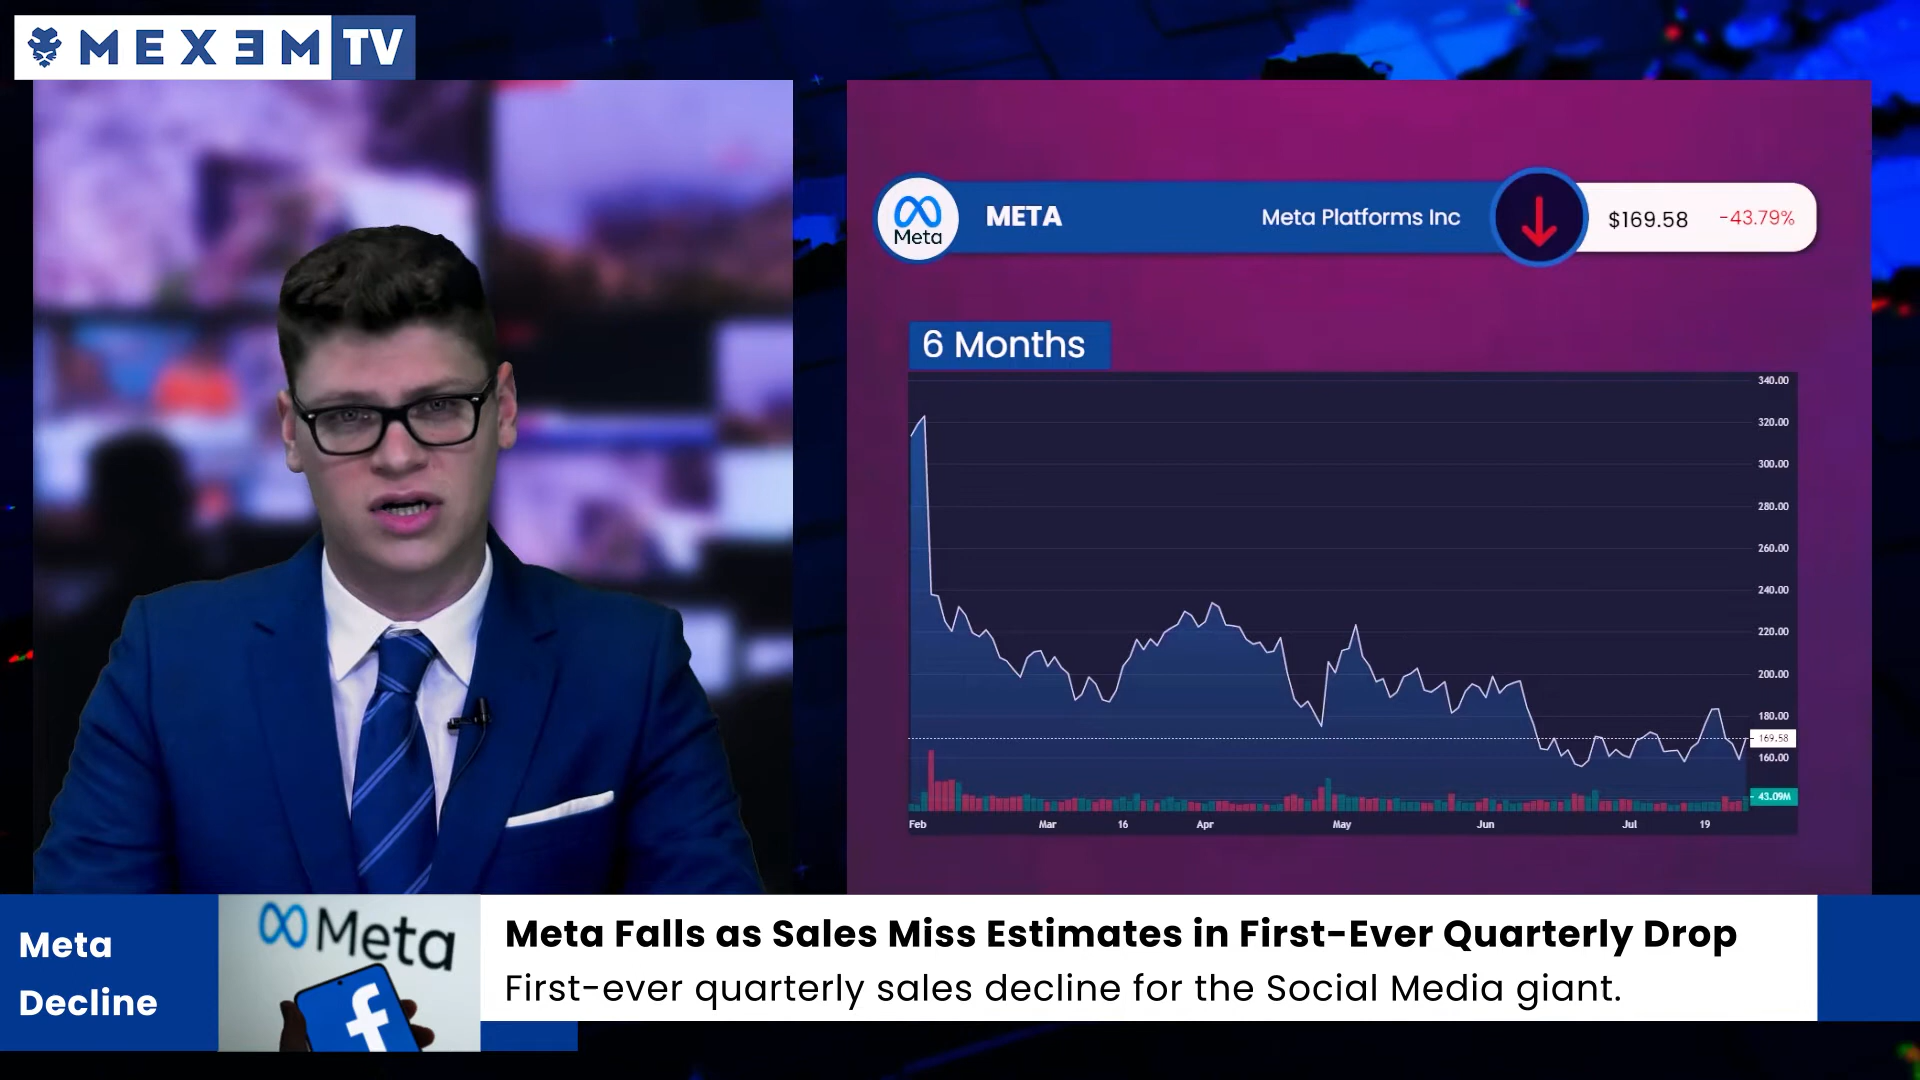 MEXEM TV
Meta
META
Meta Platforms Inc
$169.58
-43.79%
6 Months
340.00
320.00
300.00
280.00
260.00
240.00
220.00
200.00
180.00
169.58
160.00
43.09M
Feb Mar 16 Apr May Jun Jul 19
Meta
Decline
Meta
f
Meta Falls as Sales Miss Estimates in First-Ever Quarterly Drop
First-ever quarterly sales decline for the Social Media giant.